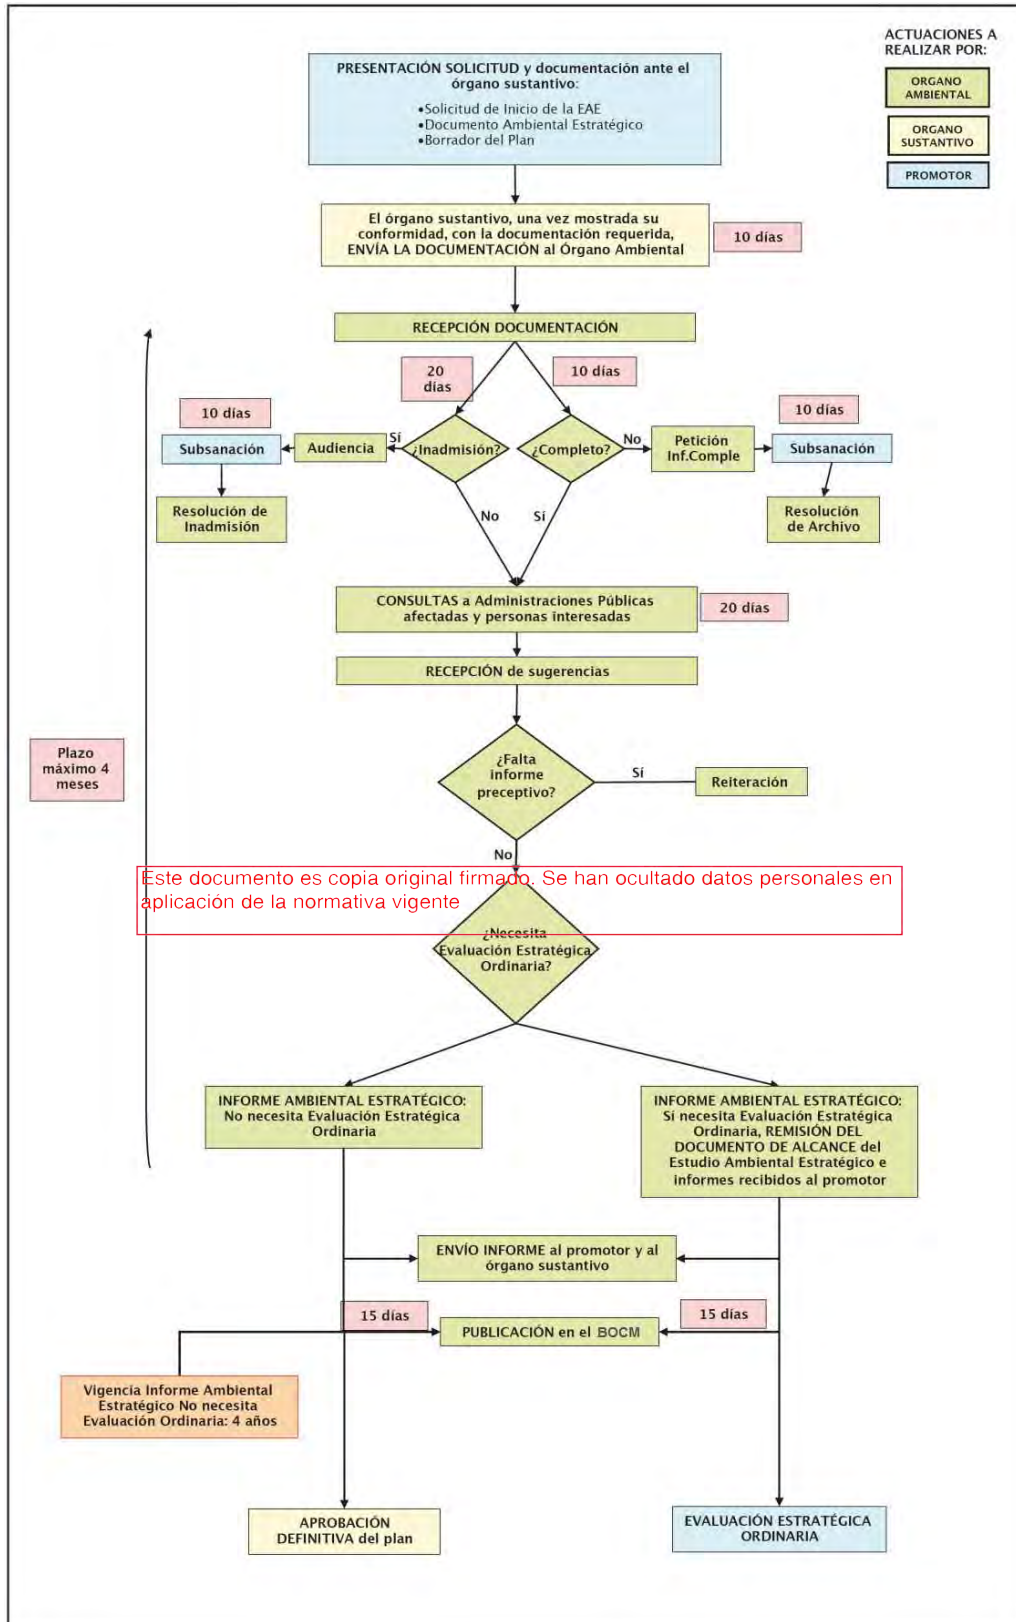 ACTUACIONES A
REALIZAR POR:
ORGANO
AMBIENTAL
ORGANO
SUSTANTIVO
PROMOTOR
PRESENTACIÓN SOLICITUD y documentación ante el
órgano sustantivo:
•Solicitud de Inicio de la EAE
•Documento Ambiental Estratégico
•Borrador del Plan
El órgano sustantivo, una vez mostrada su
conformidad, con la documentación requerida,
ENVÍA LA DOCUMENTACIÓN al Órgano Ambiental
10 días
RECEPCIÓN DOCUMENTACIÓN
20
días
10 días
10 días
10 días
Subsanación
Audiencia
Sí
¿Inadmisión?
¿Completo?
No
Petición
Inf.Comple
Subsanación
Resolución de
Inadmisión
No
Sí
Resolución
de Archivo
CONSULTAS a Administraciones Públicas
afectadas y personas interesadas
20 días
RECEPCIÓN de sugerencias
Plazo
máximo 4
meses
¿Falta
informe
preceptivo?
Sí
Reiteración
No
Este documento es copia original firmado. Se han ocultado datos personales en
aplicación de la normativa vigente
¿Necesita
Evaluación Estratégica
Ordinaria?
INFORME AMBIENTAL ESTRATÉGICO:
No necesita Evaluación Estratégica
Ordinaria
INFORME AMBIENTAL ESTRATÉGICO:
Sí necesita Evaluación Estratégica
Ordinaria, REMISIÓN DEL
DOCUMENTO DE ALCANCE del
Estudio Ambiental Estratégico e
informes recibidos al promotor
ENVÍO INFORME al promotor y al
órgano sustantivo
15 días
15 días
PUBLICACIÓN en el BOCM
Vigencia Informe Ambiental
Estratégico No necesita
Evaluación Ordinaria: 4 años
APROBACIÓN
DEFINITIVA del plan
EVALUACIÓN ESTRATÉGICA
ORDINARIA